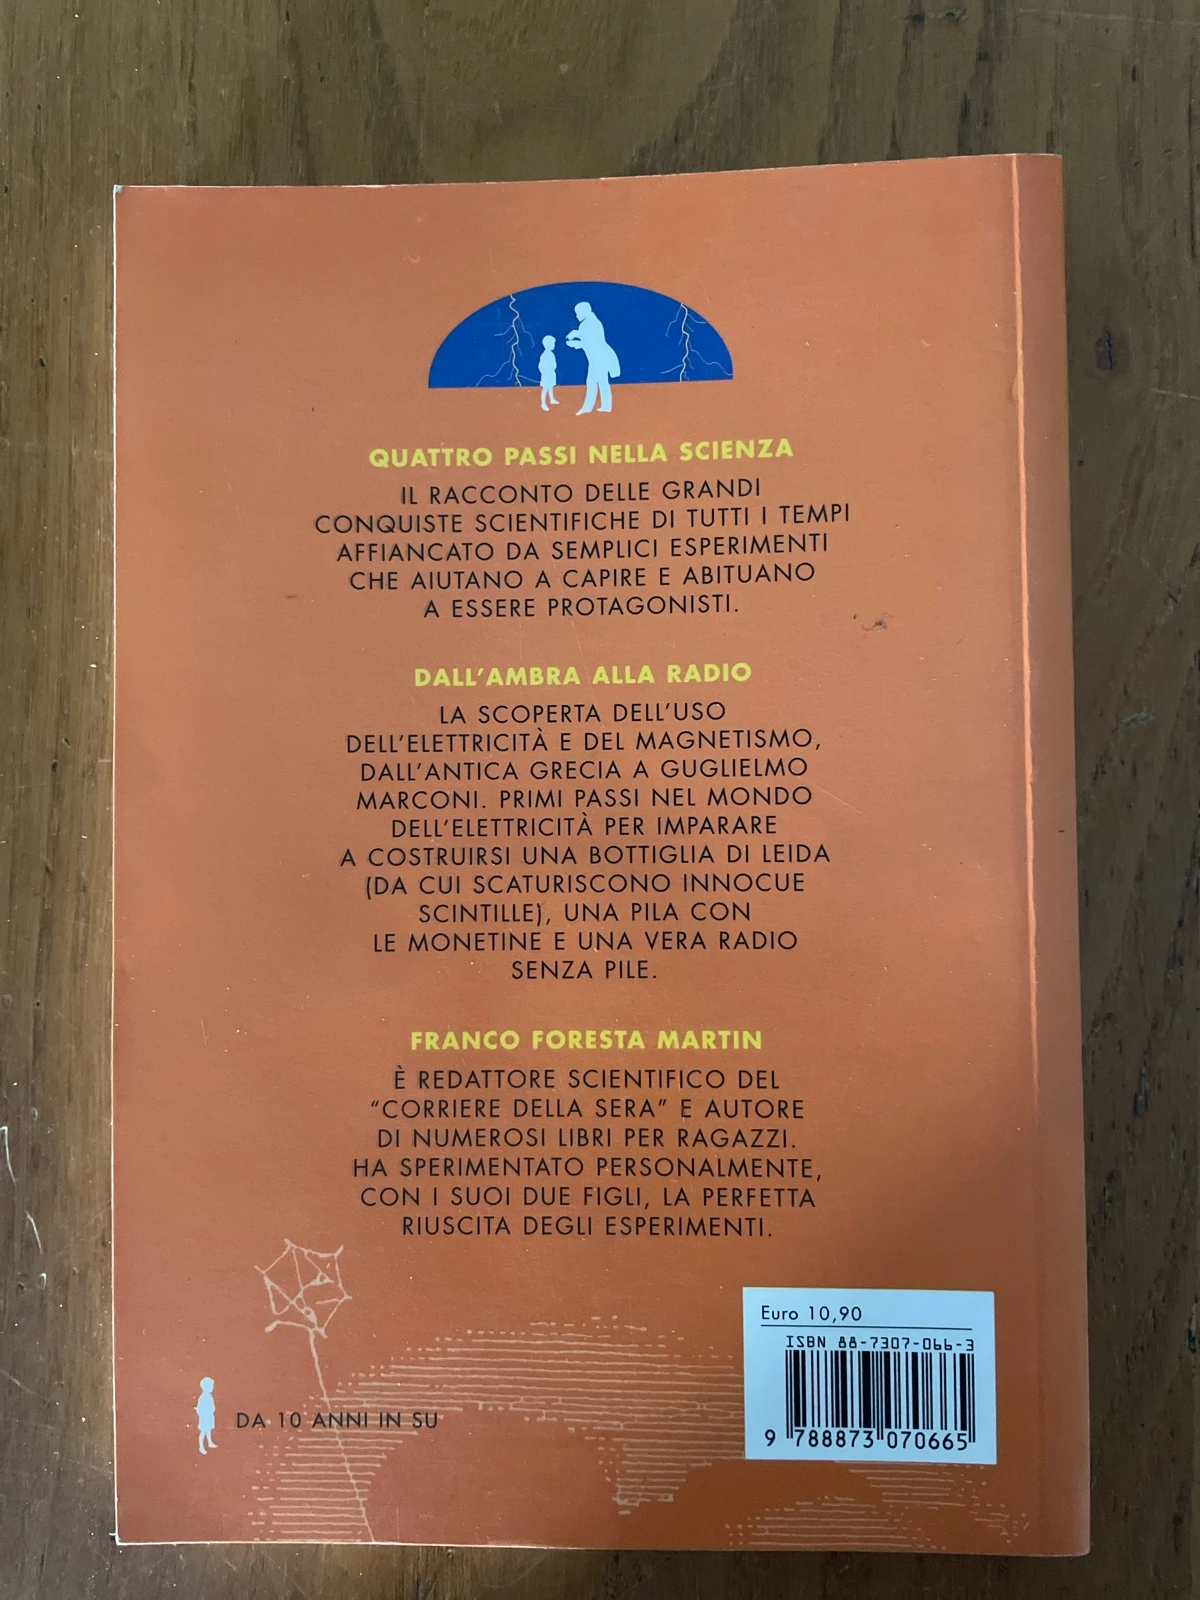 QUATTRO PASSI NELLA SCIENZA
IL RACCONTO DELLE GRANDI
CONQUISTE SCIENTIFICHE DI TUTTI I TEMPI
AFFIANCATO DA SEMPLICI ESPERIMENTI
CHE AIUTANO A CAPIRE E ABITUANO
A ESSERE PROTAGONISTI.
DALL'AMBRA ALLA RADIO
LA SCOPERTA DELL'USO
DELL'ELETTRICITÀ E DEL MAGNETISMO,
DALL'ANTICA GRECIA A GUGLIELMO
MARCONI. PRIMI PASSI NEL MONDO
DELL'ELETTRICITÀ PER IMPARARE
A COSTRUIRSI UNA BOTTIGLIA DI LEIDA
(DA CUI SCATURISCONO INNOCUE
SCINTILLE), UNA PILA CON
LE MONETINE E UNA VERA RADIO
SENZA PILE.
FRANCO FORESTA MARTIN
È REDATTORE SCIENTIFICO DEL
"CORRIERE DELLA SERA" E AUTORE
DI NUMEROSI LIBRI PER RAGAZZI.
HA SPERIMENTATO PERSONALMENTE,
CON I SUOI DUE FIGLI, LA PERFETTA
RIUSCITA DEGLI ESPERIMENTI.
Euro 10,90
ISBN 88-7307-066-3
9 788873 070665
DA 10 ANNI IN SU